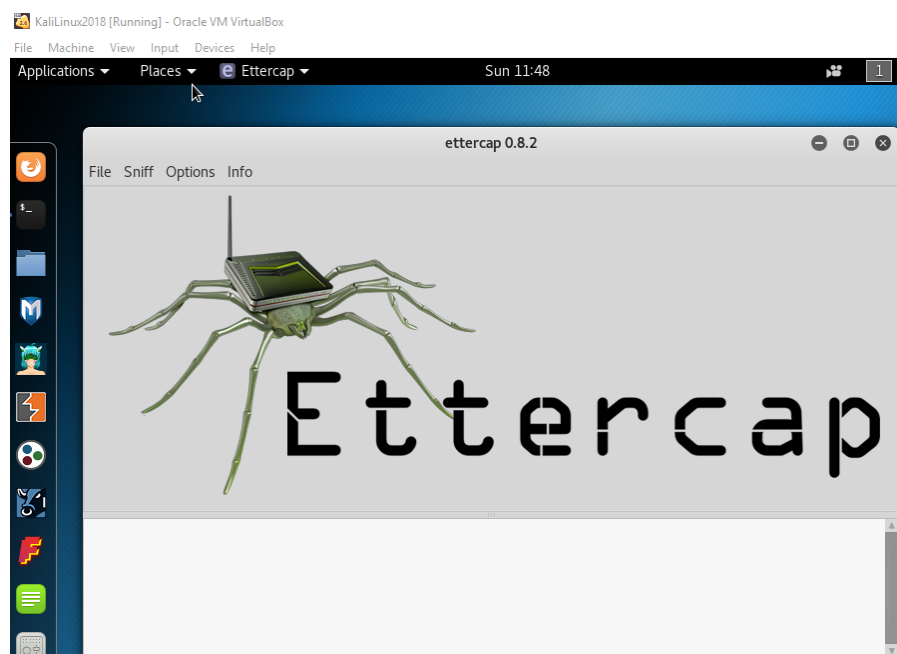 KaliLinux2018 [Running] - Oracle VM VirtualBox
File Machine View Input Devices Help
Applications Places Ettercap Sun 11:48 1
ettercap 0.8.2
File Sniff Options Info
$_
Ettercap